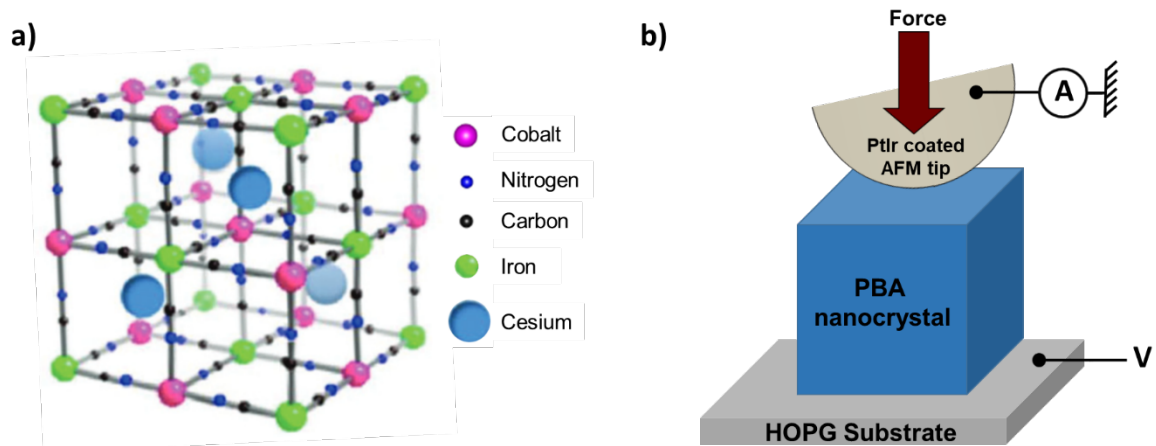 a)
Cobalt
Nitrogen
Carbon
Iron
Cesium
b)
Force
A
PtIr coated
AFM tip
PBA
nanocrystal
V
HOPG Substrate